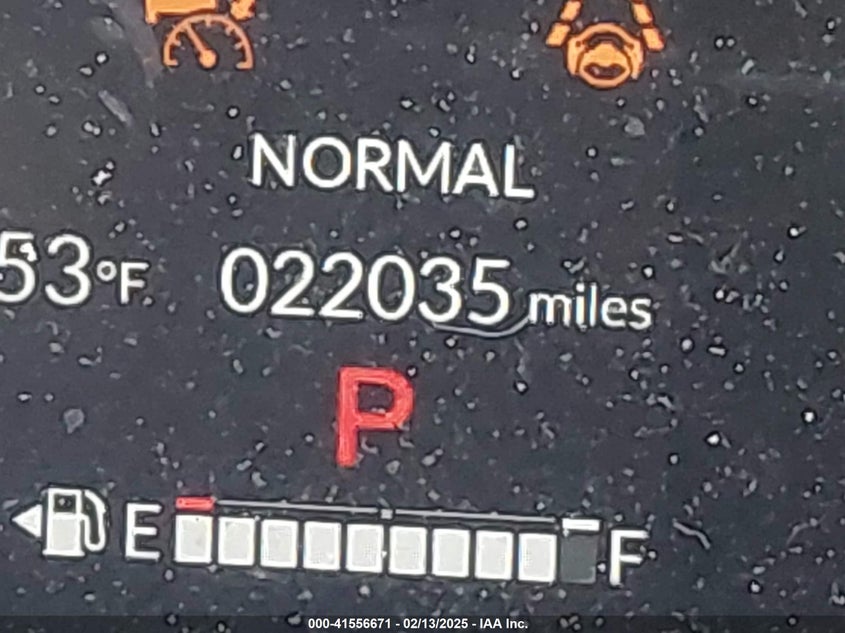 NORMAL
53°F 022035 miles
P
E F
000-41556671 - 02/13/2025 - IAA Inc.